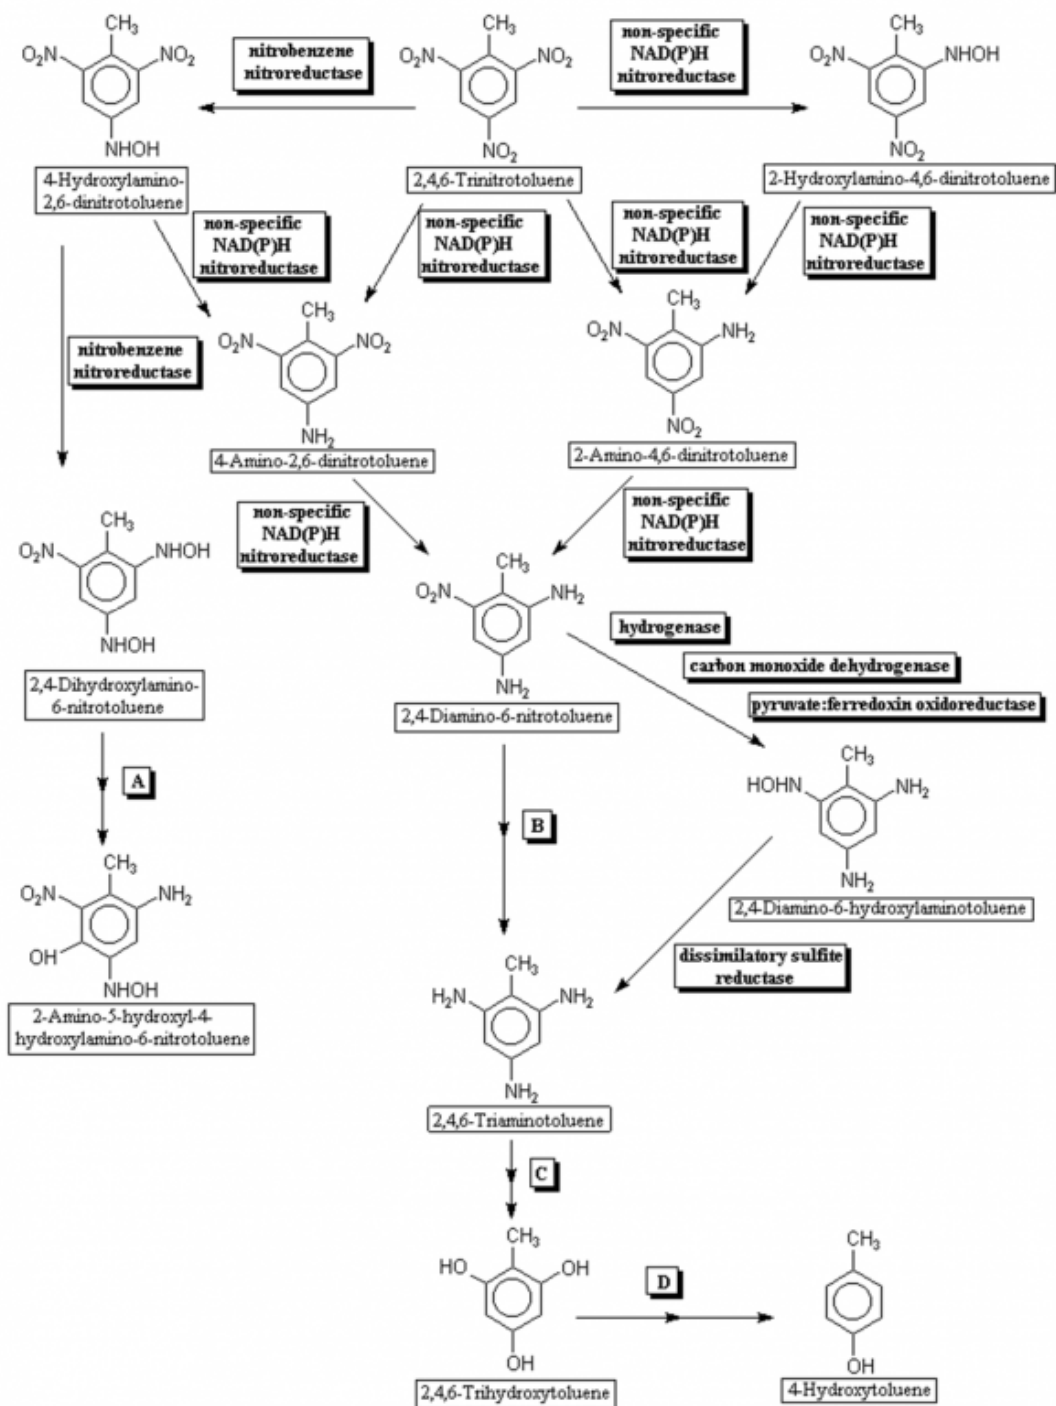 CH₃
O₂N
NO₂
NHOH
4-Hydroxylamino-
2,6-dinitrotoluene
nitrobenzene
nitroreductase
CH₃
O₂N
NO₂
NO₂
2,4,6-Trinitrotoluene
non-specific
NAD(P)H
nitroreductase
CH₃
O₂N
NHOH
NO₂
2-Hydroxylamino-4,6-dinitrotoluene
non-specific
NAD(P)H
nitroreductase
non-specific
NAD(P)H
nitroreductase
non-specific
NAD(P)H
nitroreductase
non-specific
NAD(P)H
nitroreductase
nitrobenzene
nitroreductase
CH₃
O₂N
NO₂
NH₂
4-Amino-2,6-dinitrotoluene
CH₃
O₂N
NH₂
NO₂
2-Amino-4,6-dinitrotoluene
non-specific
NAD(P)H
nitroreductase
non-specific
NAD(P)H
nitroreductase
CH₃
O₂N
NHOH
NHOH
2,4-Dihydroxylamino-
6-nitrotoluene
CH₃
O₂N
NH₂
NH₂
2,4-Diamino-6-nitrotoluene
hydrogenase
carbon monoxide dehydrogenase
pyruvate:ferredoxin oxidoreductase
A
B
CH₃
HOHN
NH₂
NH₂
2,4-Diamino-6-hydroxylaminotoluene
CH₃
O₂N
NH₂
OH
NHOH
2-Amino-5-hydroxyl-4-
hydroxylamino-6-nitrotoluene
dissimilatory sulfite
reductase
CH₃
H₂N
NH₂
NH₂
2,4,6-Triaminotoluene
C
CH₃
HO
OH
OH
2,4,6-Trihydroxytoluene
D
CH₃
OH
4-Hydroxytoluene